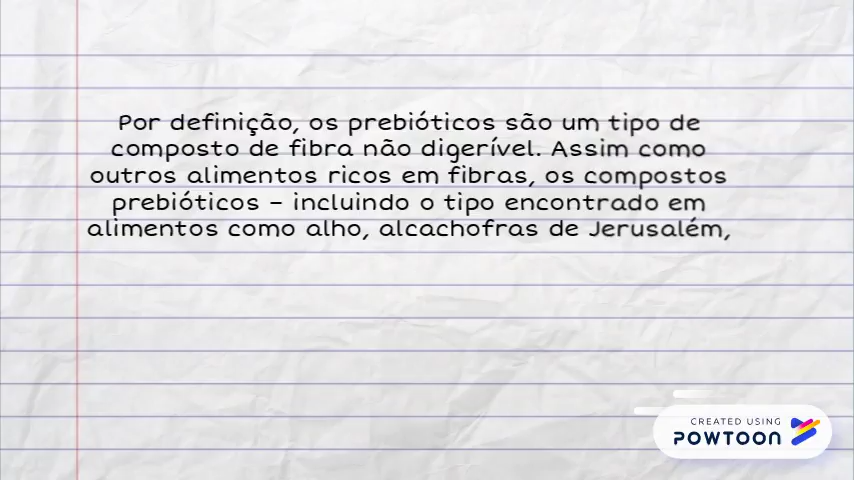 Por definição, os prebióticos são um tipo de
composto de fibra não digerível. Assim como
outros alimentos ricos em fibras, os compostos
prebióticos – incluindo o tipo encontrado em
alimentos como alho, alcachofras de Jerusalém,
CREATED USING
POWTOON